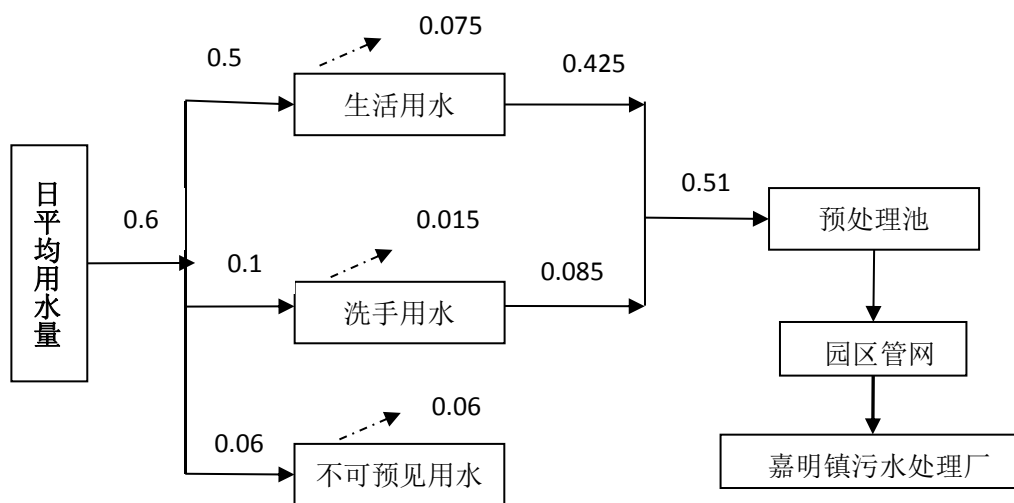 0.075
0.5
0.425
生活用水
日平均用水量
0.6
0.51
预处理池
0.015
0.1
0.085
洗手用水
园区管网
0.06
0.06
不可预见用水
嘉明镇污水处理厂